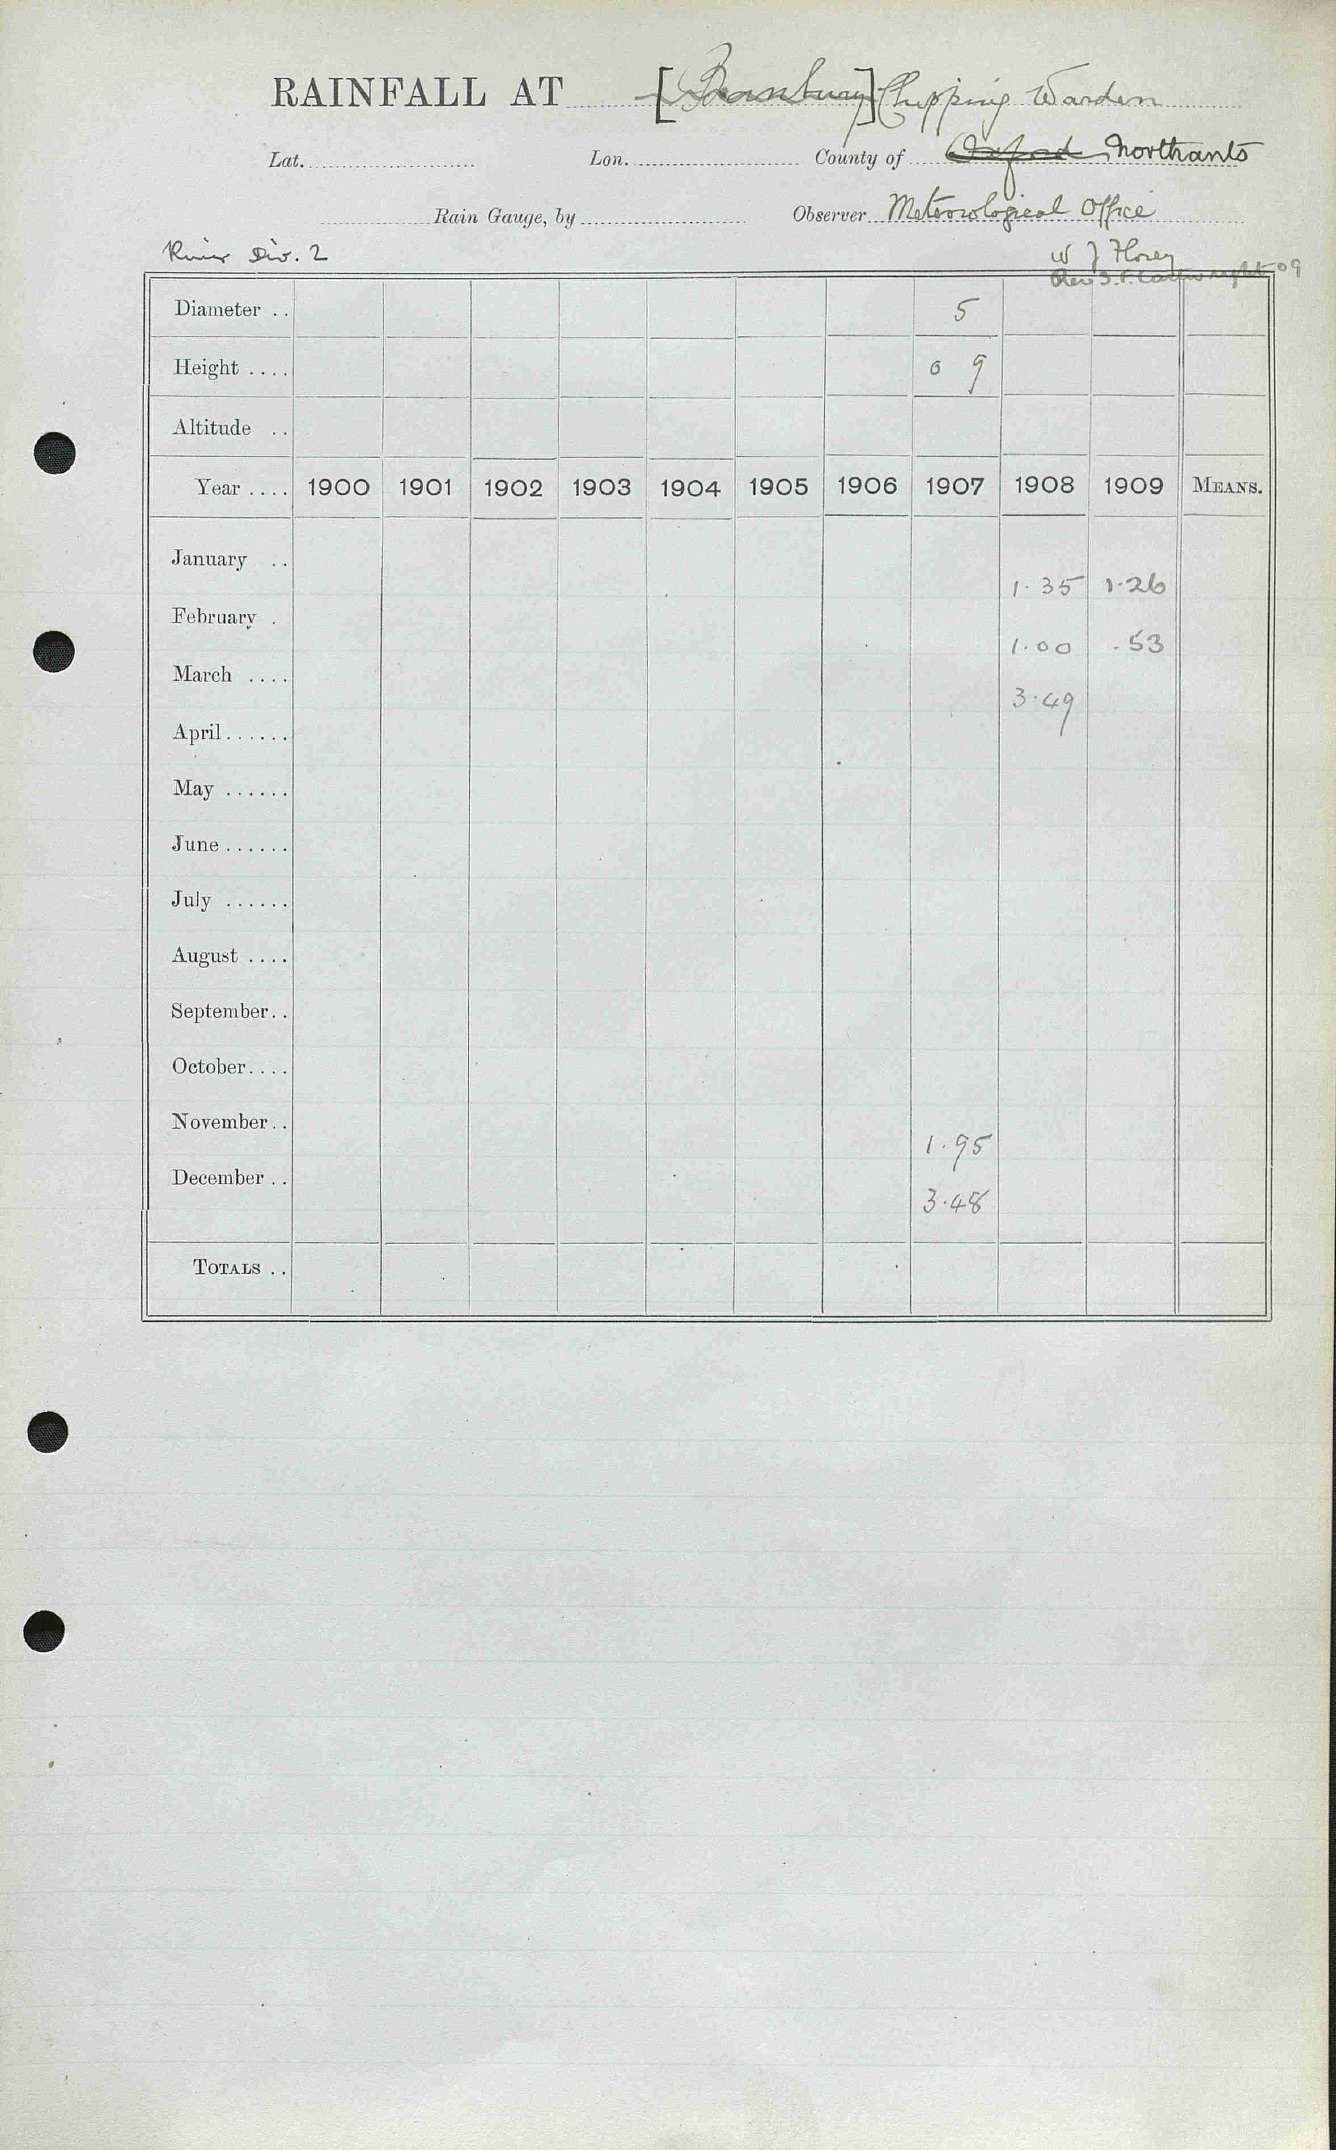 RAINFALL AT [Banbury] Chipping Warden
Lat. Lon. County of Oxford Northants
Rain Gauge, by Observer Meteorological Office
River Div. 2 W J Florey
Rev S. F. Cartwright 09
Diameter .. 5
Height .... 0 9
Altitude ..
Year .... 1900 1901 1902 1903 1904 1905 1906 1907 1908 1909 MEANS.
January .. 1.35 1.26
February . 1.00 .53
March .... 3.49
April ......
May ......
June ......
July ......
August ....
September..
October....
November.. 1.95
December .. 3.48
TOTALS ..